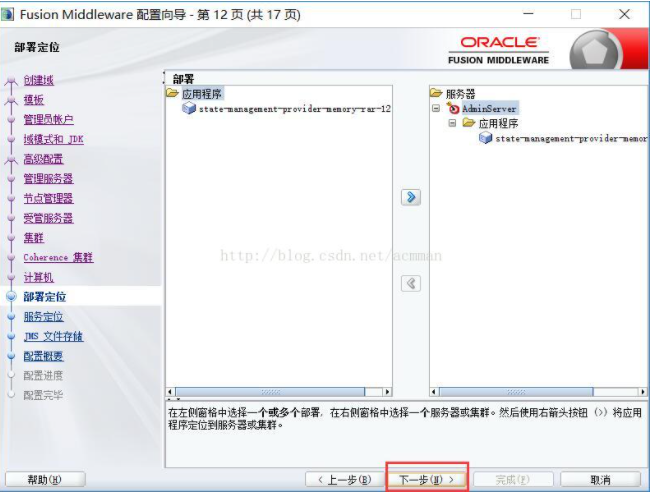 Fusion Middleware 配置向导 - 第 12 页 (共 17 页)
部署定位
ORACLE
FUSION MIDDLEWARE
创建域
模板
管理员帐户
域模式和 JDK
高级配置
管理服务器
节点管理器
受管服务器
集群
Coherence 集群
计算机
部署定位
服务定位
JMS 文件存储
配置概要
配置进度
配置完毕
部署
应用程序
state-management-provider-memory-rar-12
服务器
AdminServer
应用程序
state-management-provider-memor
http://blog.csdn.net/acmman
在左侧窗格中选择一个或多个部署, 在右侧窗格中选择一个服务器或集群。然后使用右箭头按钮 (>) 将应用
程序定位到服务器或集群。
帮助(H)
< 上一步(B)
下一步(N) >
完成(F)
取消